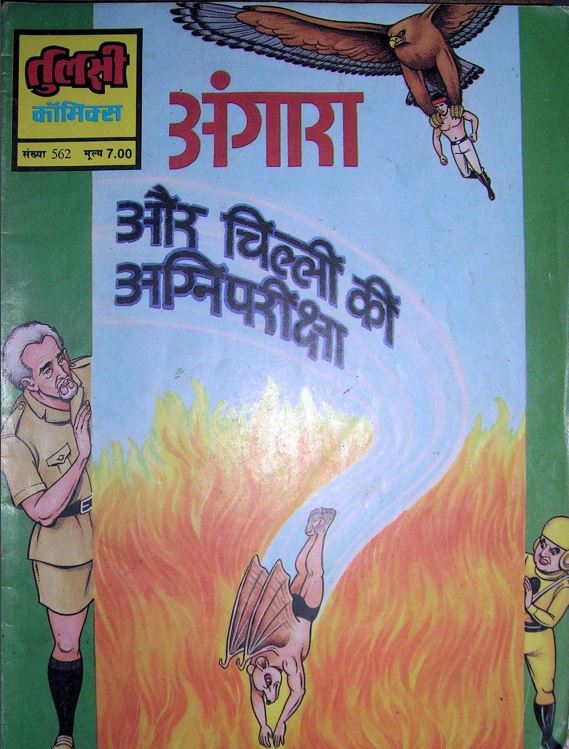 तुलसी
कॉमिक्स
संख्या 562 मूल्य 7.00
अंगारा
और चिल्ली की
अग्निपरीक्षा